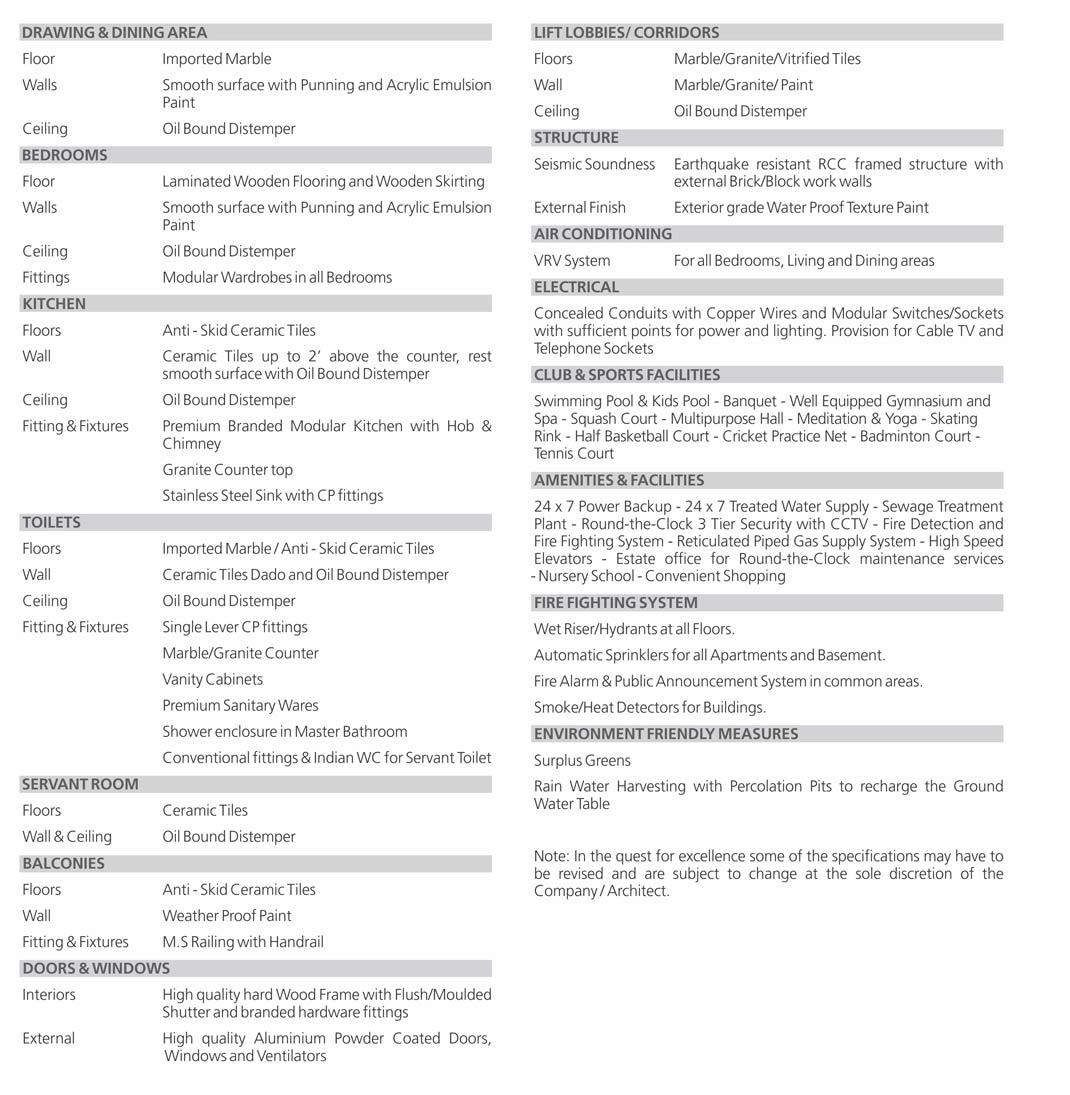 DRAWING & DINING AREA
Floor Imported Marble
Walls Smooth surface with Punning and Acrylic Emulsion
Paint
Ceiling Oil Bound Distemper
BEDROOMS
Floor Laminated Wooden Flooring and Wooden Skirting
Walls Smooth surface with Punning and Acrylic Emulsion
Paint
Ceiling Oil Bound Distemper
Fittings Modular Wardrobes in all Bedrooms
KITCHEN
Floors Anti - Skid Ceramic Tiles
Wall Ceramic Tiles up to 2’ above the counter, rest
smooth surface with Oil Bound Distemper
Ceiling Oil Bound Distemper
Fitting & Fixtures Premium Branded Modular Kitchen with Hob &
Chimney
Granite Counter top
Stainless Steel Sink with CP fittings
TOILETS
Floors Imported Marble / Anti - Skid Ceramic Tiles
Wall Ceramic Tiles Dado and Oil Bound Distemper
Ceiling Oil Bound Distemper
Fitting & Fixtures Single Lever CP fittings
Marble/Granite Counter
Vanity Cabinets
Premium Sanitary Wares
Shower enclosure in Master Bathroom
Conventional fittings & Indian WC for Servant Toilet
SERVANT ROOM
Floors Ceramic Tiles
Wall & Ceiling Oil Bound Distemper
BALCONIES
Floors Anti - Skid Ceramic Tiles
Wall Weather Proof Paint
Fitting & Fixtures M.S Railing with Handrail
DOORS & WINDOWS
Interiors High quality hard Wood Frame with Flush/Moulded
Shutter and branded hardware fittings
External High quality Aluminium Powder Coated Doors,
Windows and Ventilators
LIFT LOBBIES/ CORRIDORS
Floors Marble/Granite/Vitrified Tiles
Wall Marble/Granite/ Paint
Ceiling Oil Bound Distemper
STRUCTURE
Seismic Soundness Earthquake resistant RCC framed structure with
external Brick/Block work walls
External Finish Exterior grade Water Proof Texture Paint
AIR CONDITIONING
VRV System For all Bedrooms, Living and Dining areas
ELECTRICAL
Concealed Conduits with Copper Wires and Modular Switches/Sockets
with sufficient points for power and lighting. Provision for Cable TV and
Telephone Sockets
CLUB & SPORTS FACILITIES
Swimming Pool & Kids Pool - Banquet - Well Equipped Gymnasium and
Spa - Squash Court - Multipurpose Hall - Meditation & Yoga - Skating
Rink - Half Basketball Court - Cricket Practice Net - Badminton Court -
Tennis Court
AMENITIES & FACILITIES
24 x 7 Power Backup - 24 x 7 Treated Water Supply - Sewage Treatment
Plant - Round-the-Clock 3 Tier Security with CCTV - Fire Detection and
Fire Fighting System - Reticulated Piped Gas Supply System - High Speed
Elevators - Estate office for Round-the-Clock maintenance services
- Nursery School - Convenient Shopping
FIRE FIGHTING SYSTEM
Wet Riser/Hydrants at all Floors.
Automatic Sprinklers for all Apartments and Basement.
Fire Alarm & Public Announcement System in common areas.
Smoke/Heat Detectors for Buildings.
ENVIRONMENT FRIENDLY MEASURES
Surplus Greens
Rain Water Harvesting with Percolation Pits to recharge the Ground
Water Table
Note: In the quest for excellence some of the specifications may have to
be revised and are subject to change at the sole discretion of the
Company / Architect.